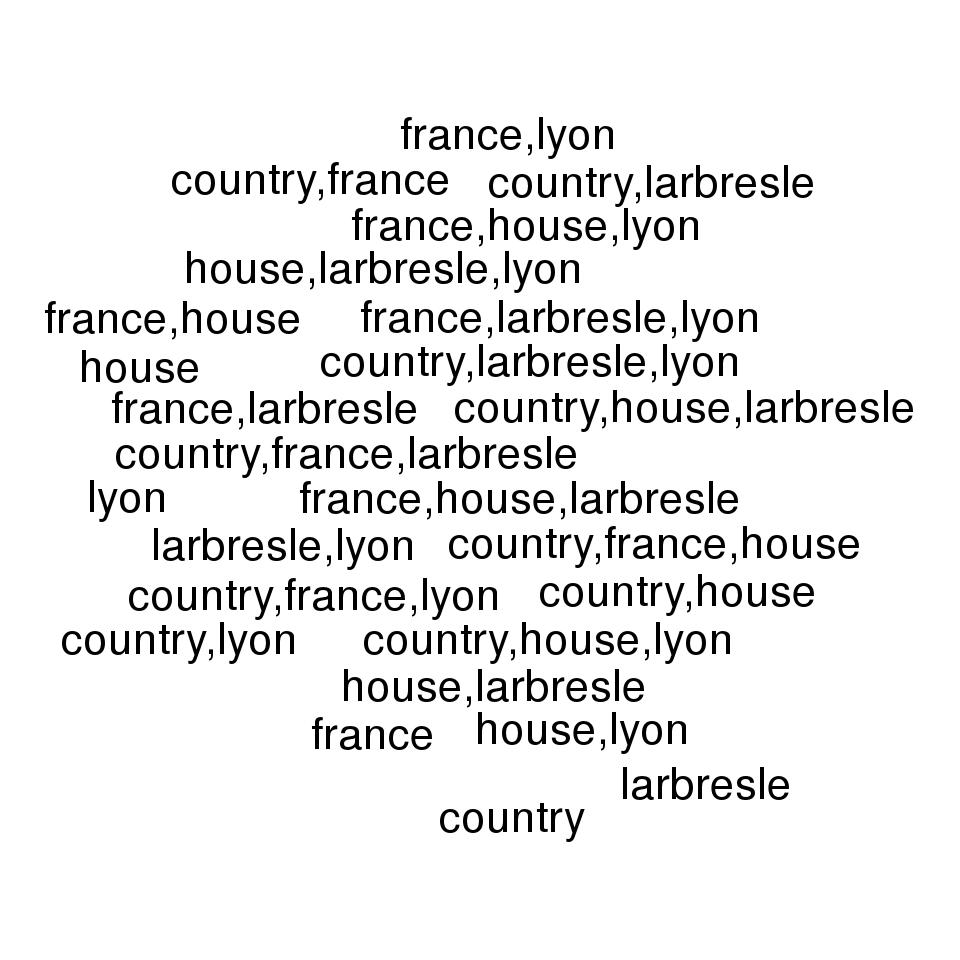 france,lyon
country,france country,larbresle
france,house,lyon
house,larbresle,lyon
france,house france,larbresle,lyon
house country,larbresle,lyon
france,larbresle country,house,larbresle
country,france,larbresle
lyon france,house,larbresle
larbresle,lyon country,france,house
country,france,lyon country,house
country,lyon country,house,lyon
house,larbresle
france house,lyon
larbresle
country